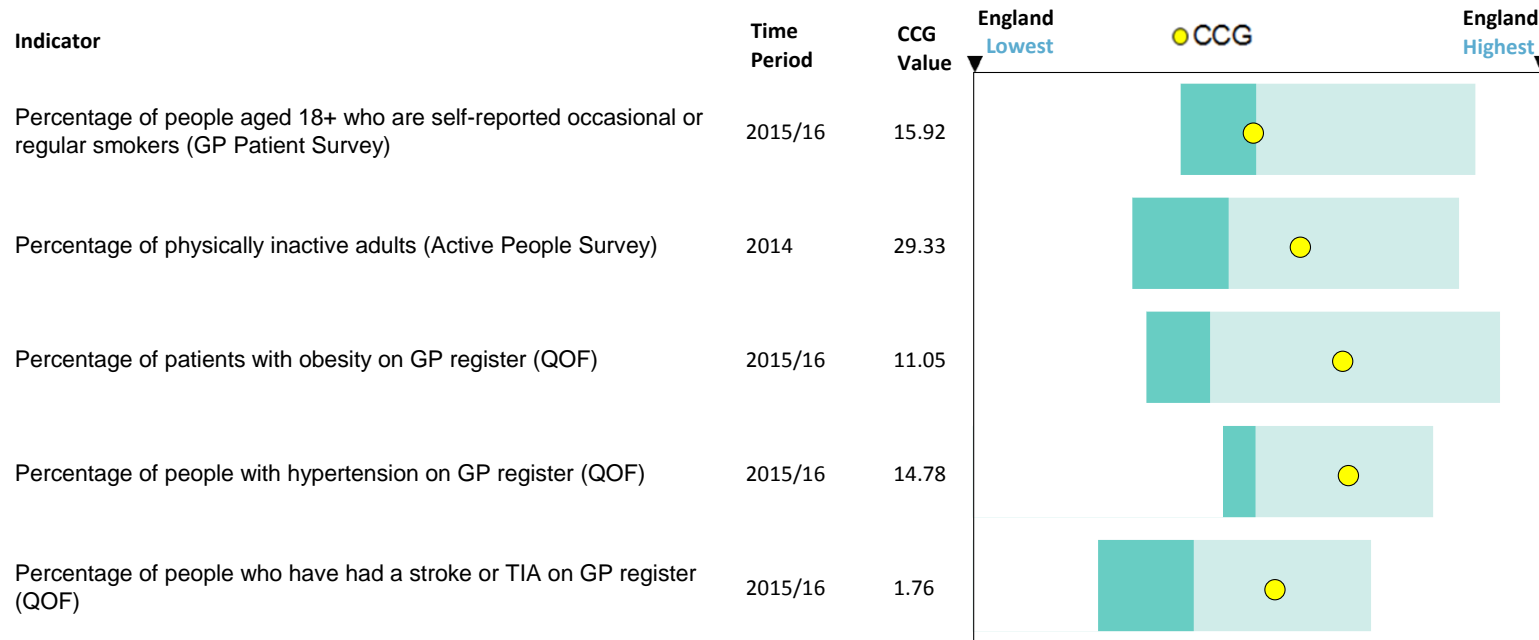 Indicator
Time
Period
CCG
Value
England
Lowest
CCG
England
Highest
Percentage of people aged 18+ who are self-reported occasional or
regular smokers (GP Patient Survey)
2015/16
15.92
Percentage of physically inactive adults (Active People Survey)
2014
29.33
Percentage of patients with obesity on GP register (QOF)
2015/16
11.05
Percentage of people with hypertension on GP register (QOF)
2015/16
14.78
Percentage of people who have had a stroke or TIA on GP register
(QOF)
2015/16
1.76